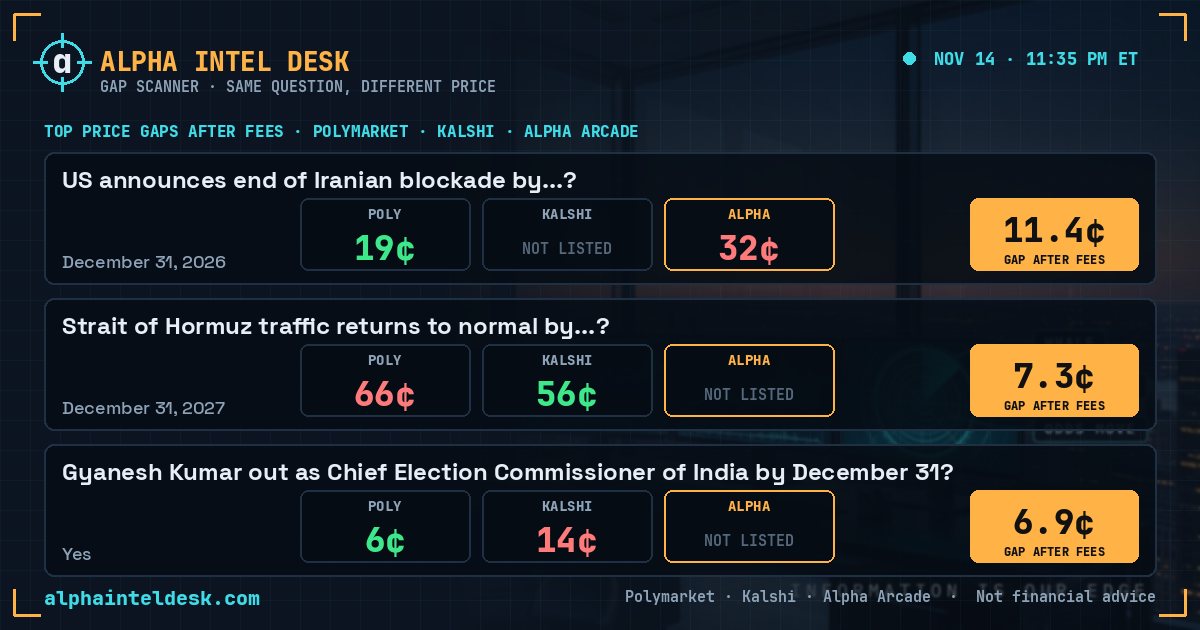 α ALPHA INTEL DESK
GAP SCANNER · SAME QUESTION, DIFFERENT PRICE
NOV 14 · 11:35 PM ET
TOP PRICE GAPS AFTER FEES · POLYMARKET · KALSHI · ALPHA ARCADE
US announces end of Iranian blockade by...?
December 31, 2026
POLY
19¢
KALSHI
NOT LISTED
ALPHA
32¢
11.4¢
GAP AFTER FEES
Strait of Hormuz traffic returns to normal by...?
December 31, 2027
POLY
66¢
KALSHI
56¢
ALPHA
NOT LISTED
7.3¢
GAP AFTER FEES
Gyanesh Kumar out as Chief Election Commissioner of India by December 31?
Yes
POLY
6¢
KALSHI
14¢
ALPHA
NOT LISTED
6.9¢
GAP AFTER FEES
INFORMATION IS OUR EDGE
alphainteldesk.com
Polymarket · Kalshi · Alpha Arcade · Not financial advice